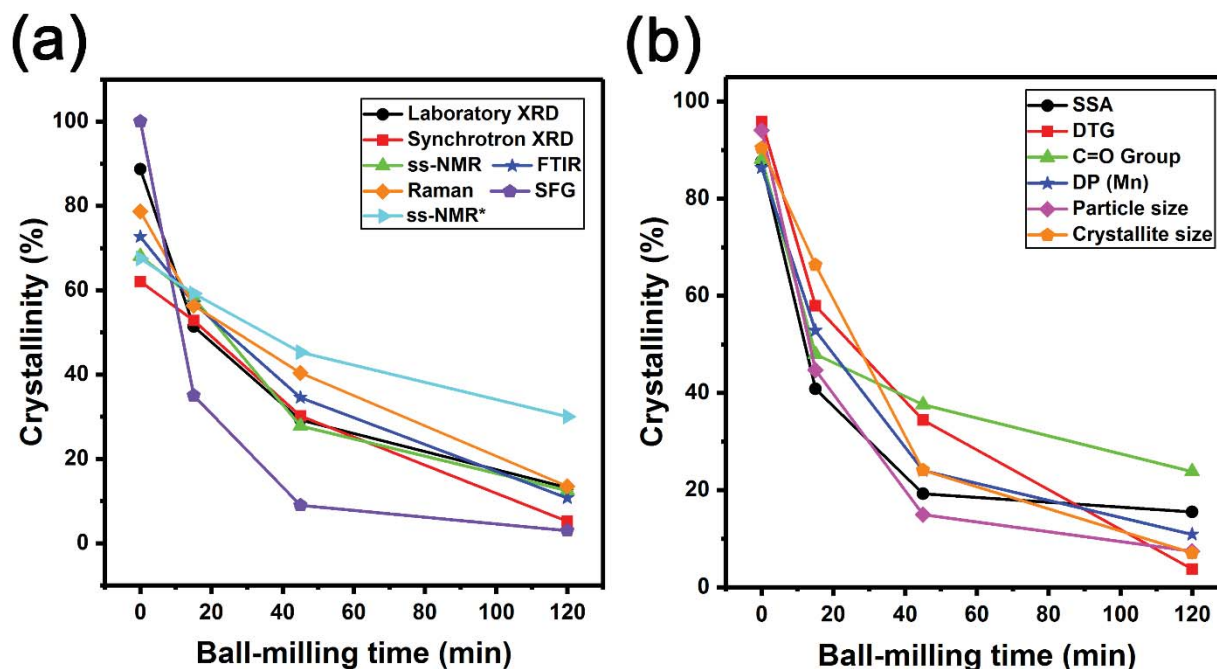 (a)
Crystallinity (%)
100
80
60
40
20
0
Laboratory XRD
Synchrotron XRD
ss-NMR FTIR
Raman SFG
ss-NMR*
0 20 40 60 80 100 120
Ball-milling time (min)
(b)
Crystallinity (%)
100
80
60
40
20
0
SSA
DTG
C=O Group
DP (Mn)
Particle size
Crystallite size
0 20 40 60 80 100 120
Ball-milling time (min)